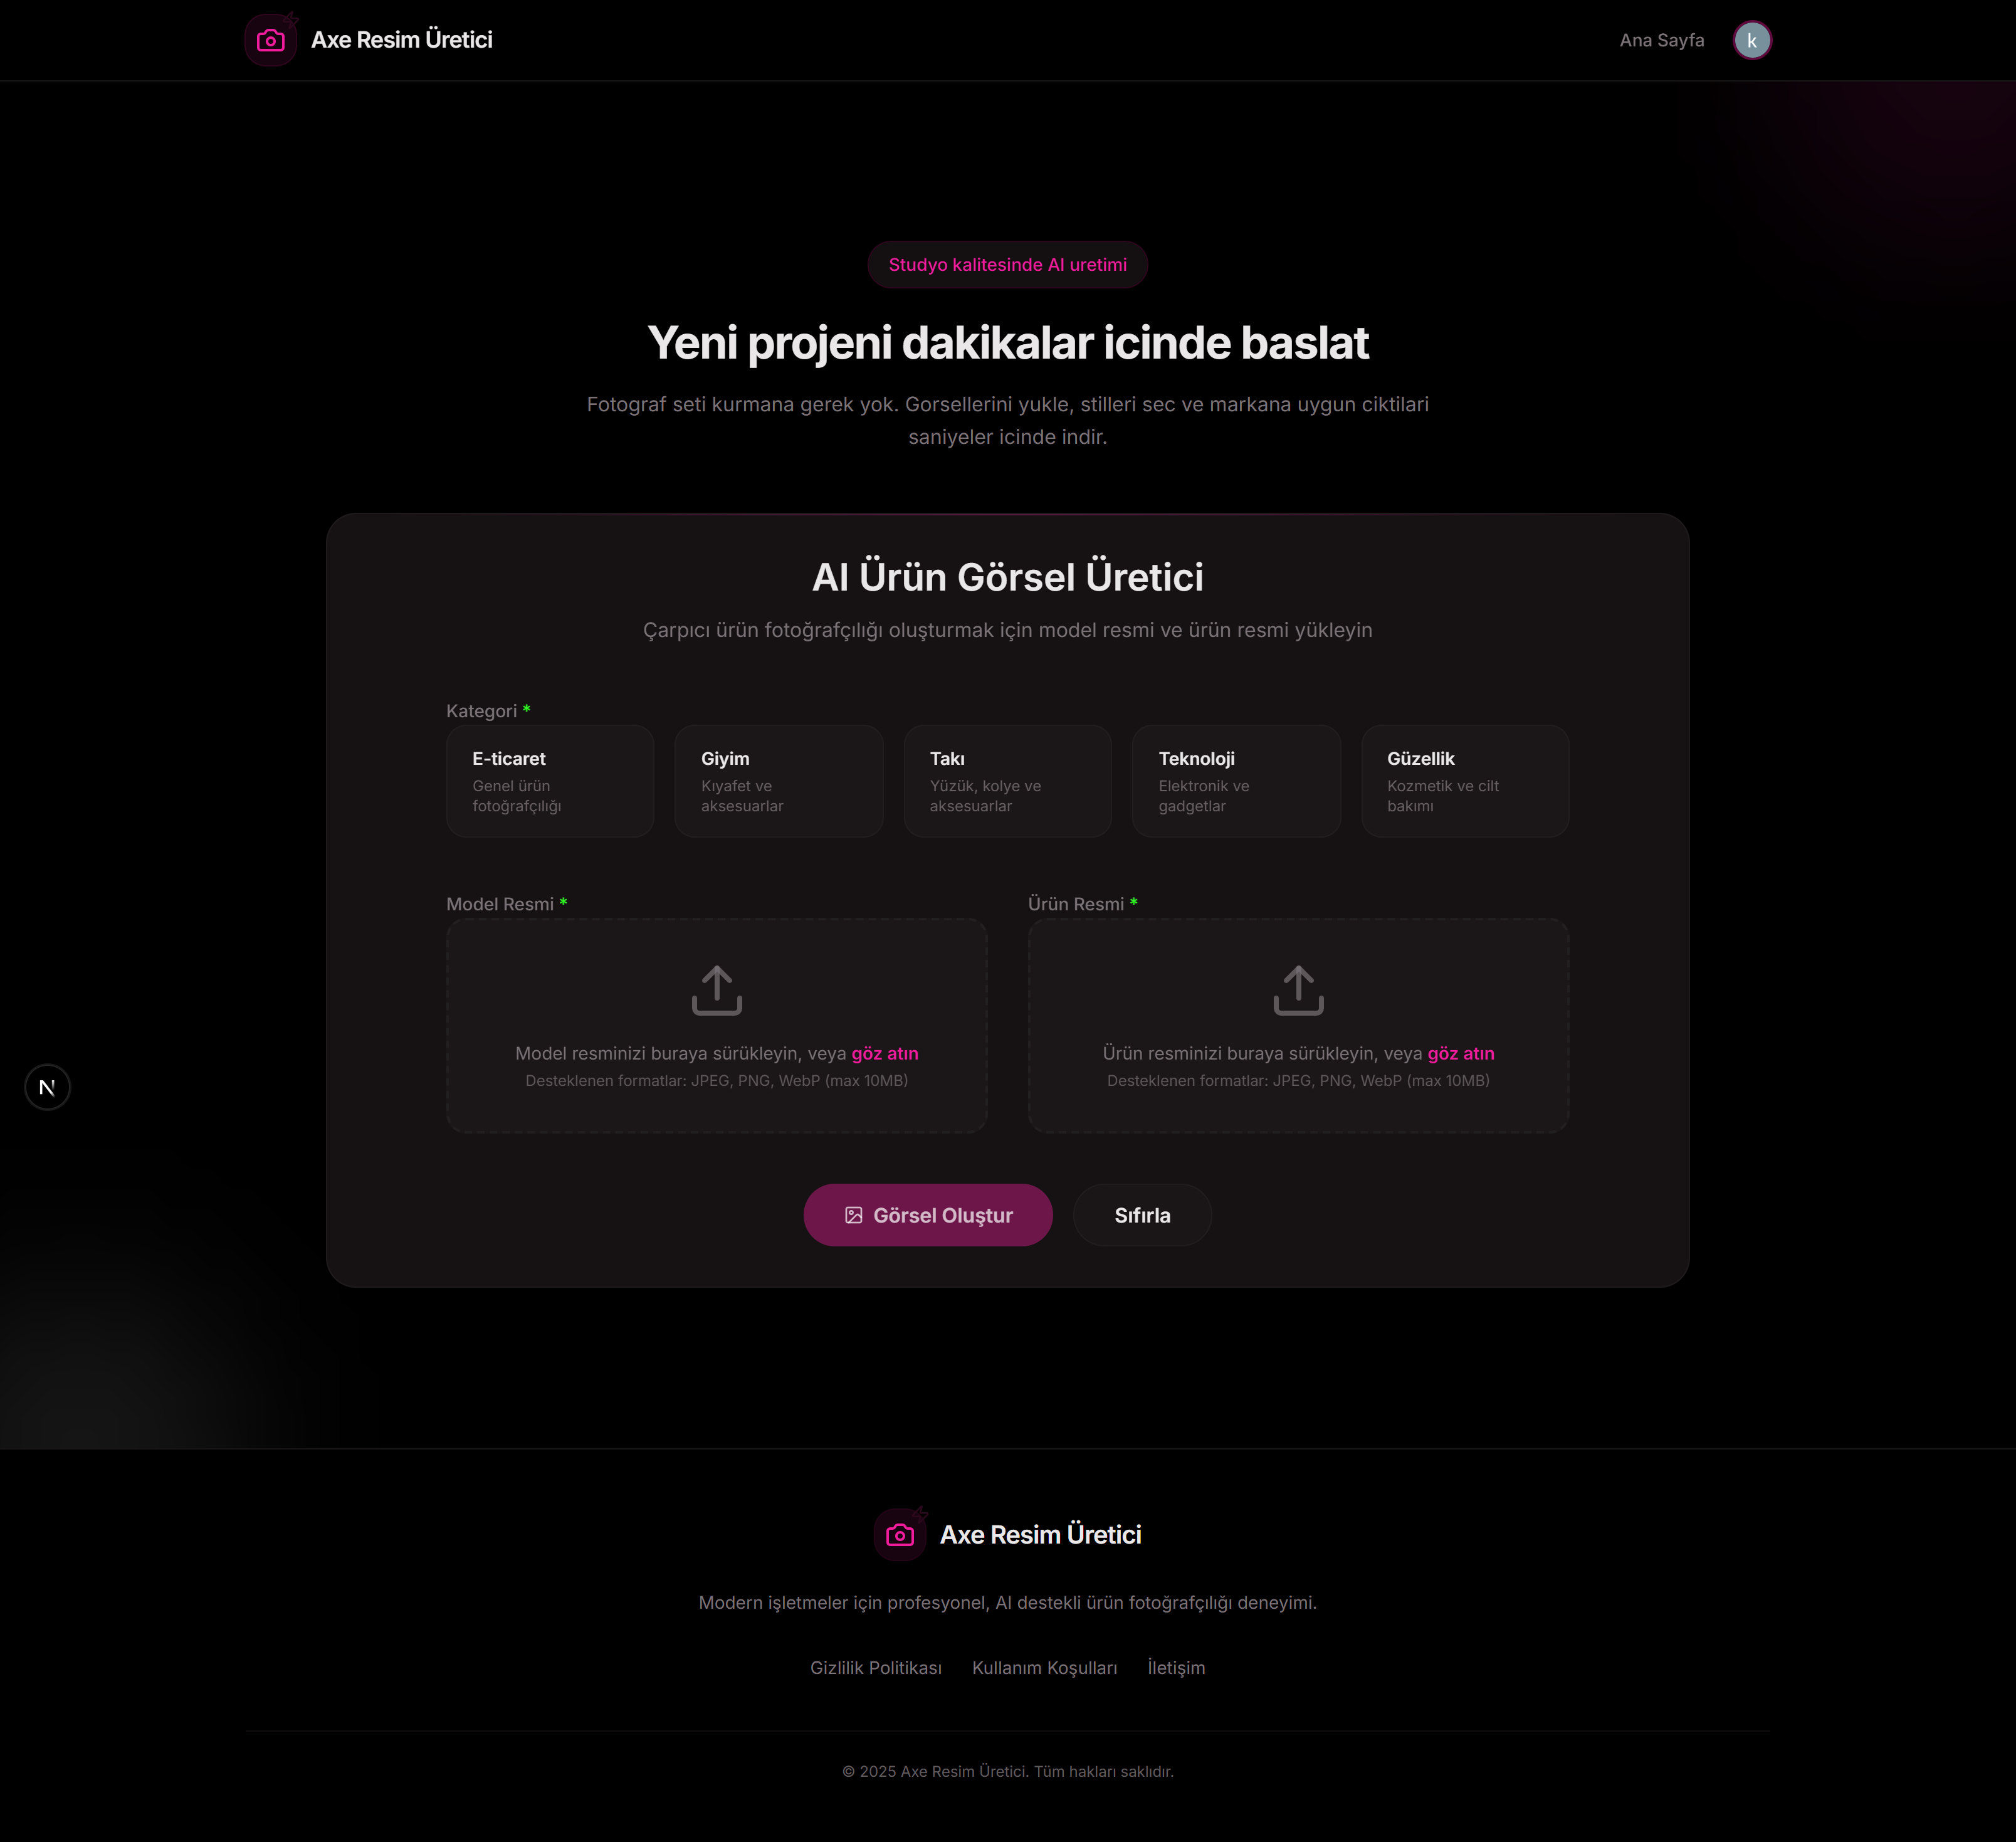 Axe Resim Üretici
Ana Sayfa
k
Studyo kalitesinde AI uretimi
Yeni projeni dakikalar icinde baslat
Fotograf seti kurmana gerek yok. Gorsellerini yukle, stilleri sec ve markana uygun ciktilari
saniyeler icinde indir.
AI Ürün Görsel Üretici
Çarpıcı ürün fotoğrafçılığı oluşturmak için model resmi ve ürün resmi yükleyin
Kategori *
E-ticaret
Genel ürün
fotoğrafçılığı
Giyim
Kıyafet ve
aksesuarlar
Takı
Yüzük, kolye ve
aksesuarlar
Teknoloji
Elektronik ve
gadgetlar
Güzellik
Kozmetik ve cilt
bakımı
Model Resmi *
Model resminizi buraya sürükleyin, veya göz atın
Desteklenen formatlar: JPEG, PNG, WebP (max 10MB)
Ürün Resmi *
Ürün resminizi buraya sürükleyin, veya göz atın
Desteklenen formatlar: JPEG, PNG, WebP (max 10MB)
N
Görsel Oluştur
Sıfırla
Axe Resim Üretici
Modern işletmeler için profesyonel, AI destekli ürün fotoğrafçılığı deneyimi.
Gizlilik Politikası
Kullanım Koşulları
İletişim
© 2025 Axe Resim Üretici. Tüm hakları saklıdır.